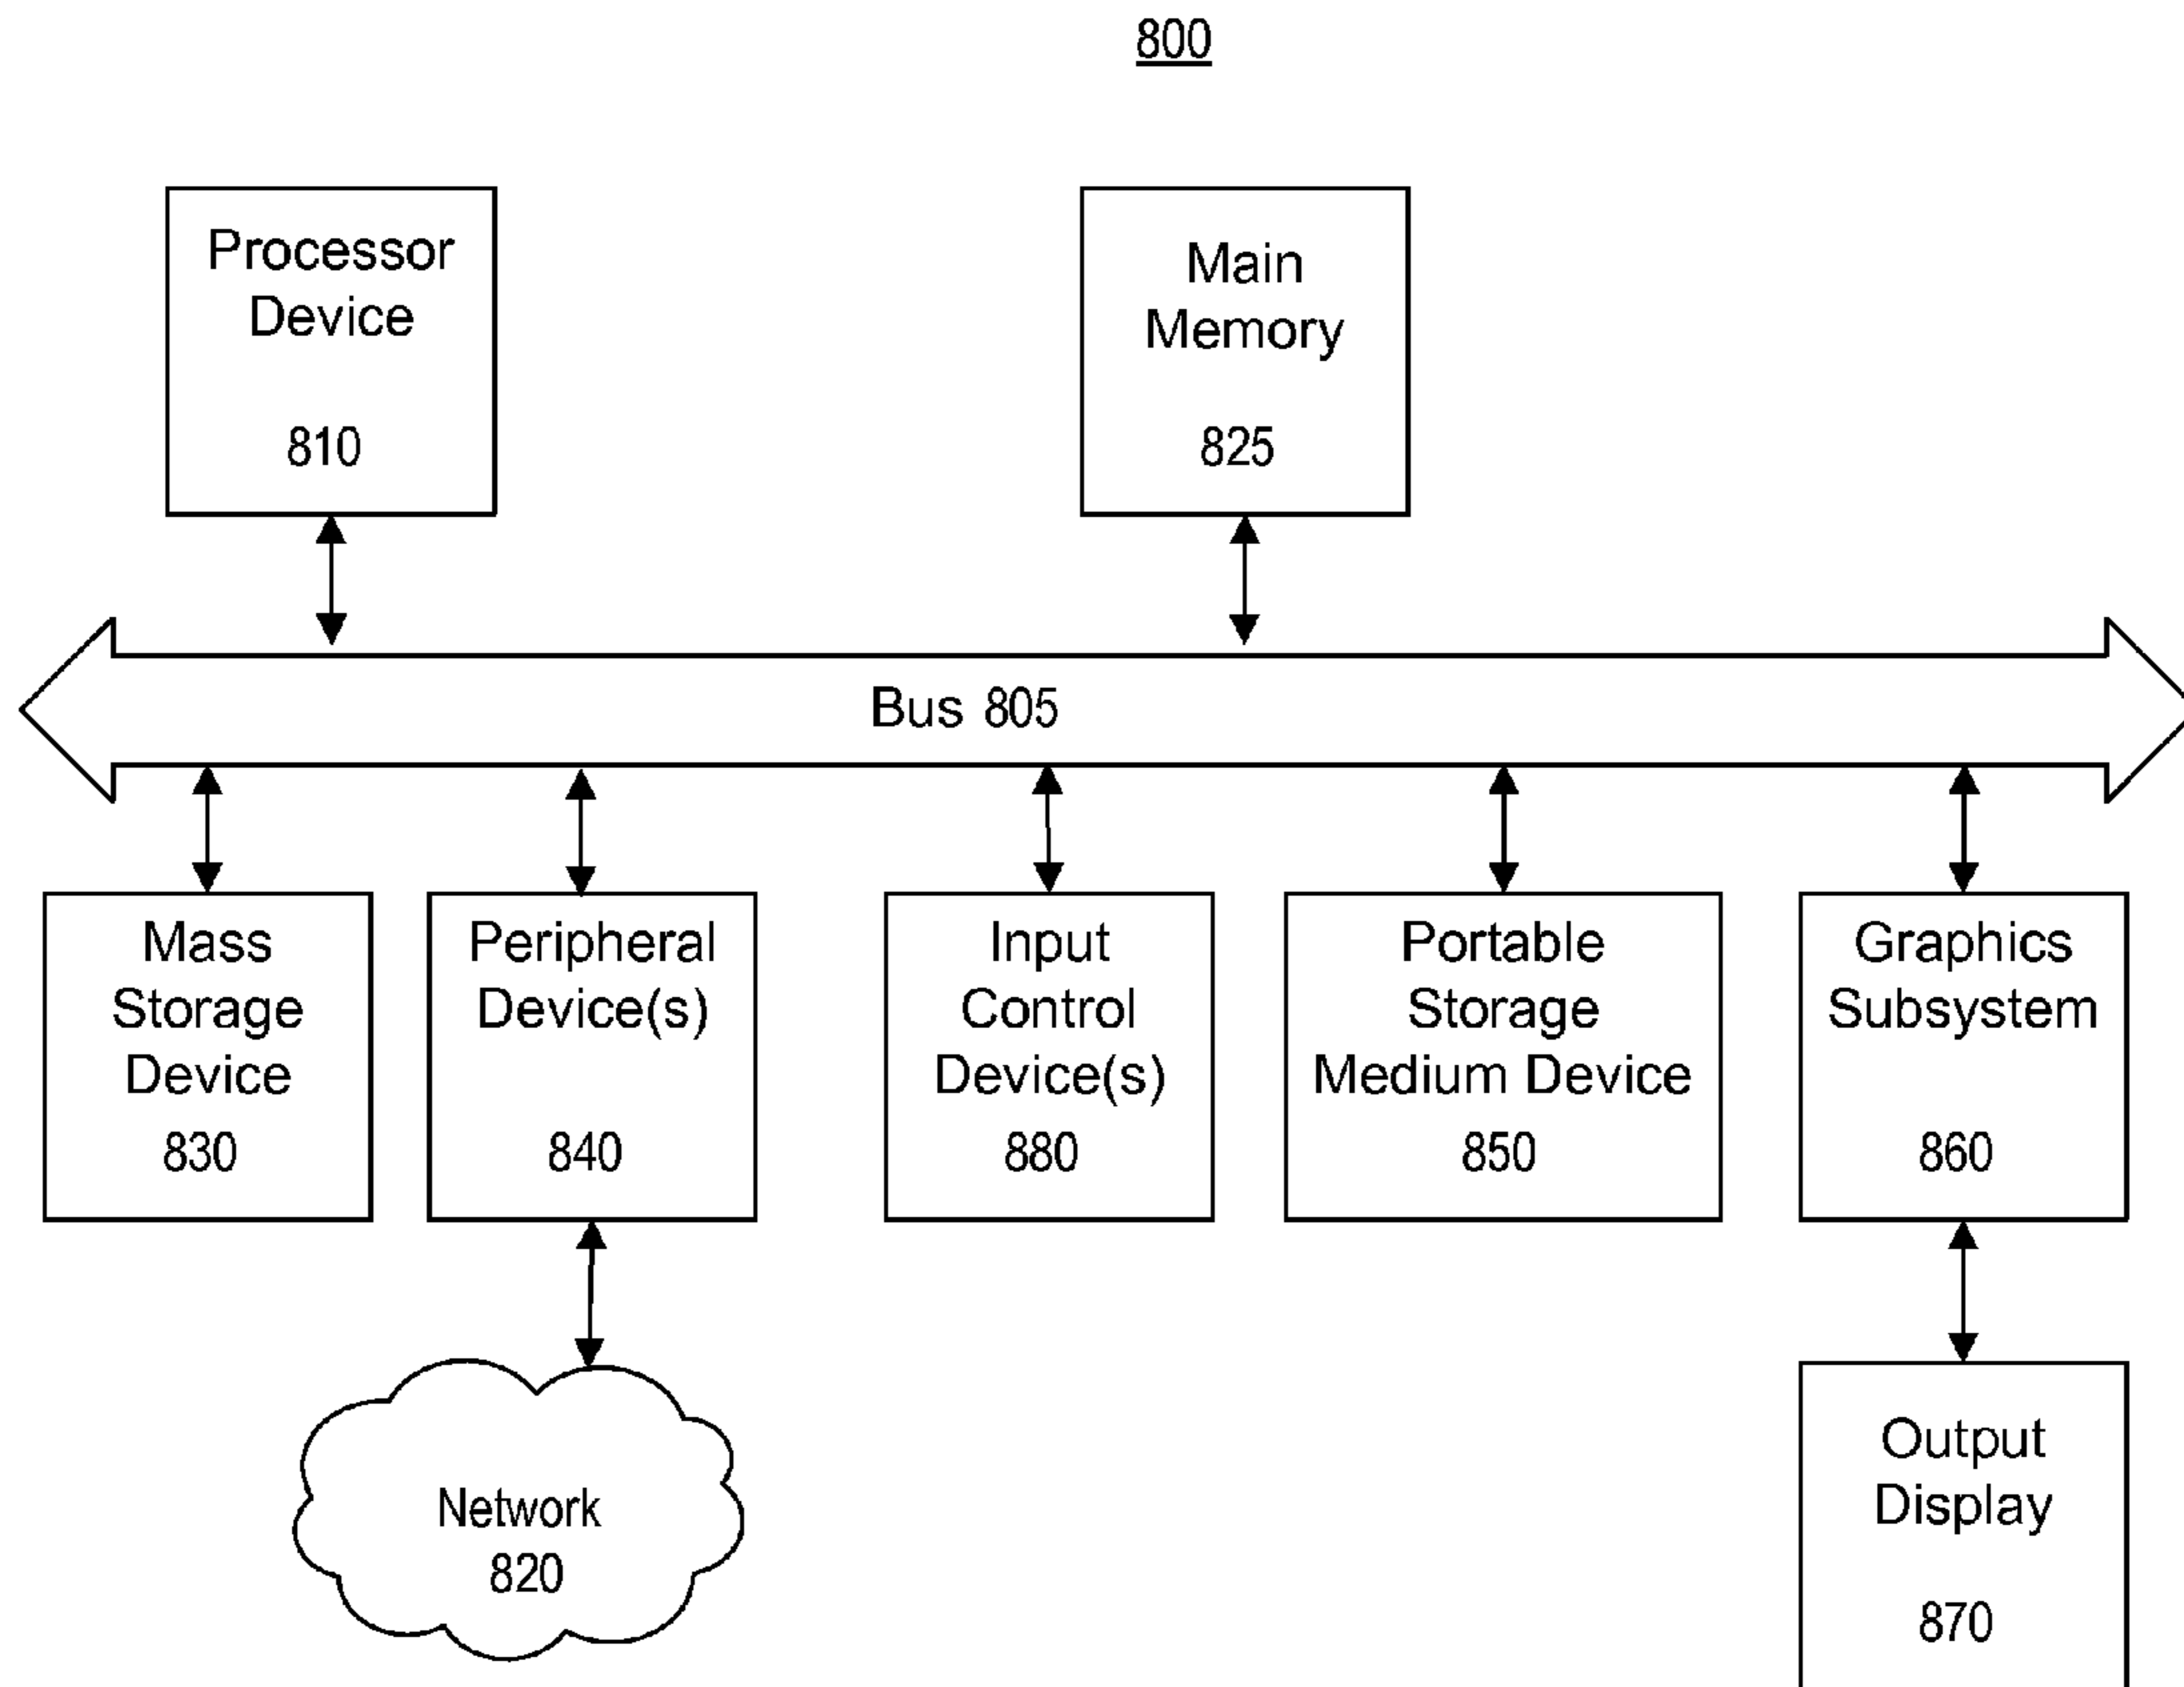 800
Processor
Device
810
Main
Memory
825
Bus 805
Mass
Storage
Device
830
Peripheral
Device(s)
840
Input
Control
Device(s)
880
Portable
Storage
Medium Device
850
Graphics
Subsystem
860
Network
820
Output
Display
870